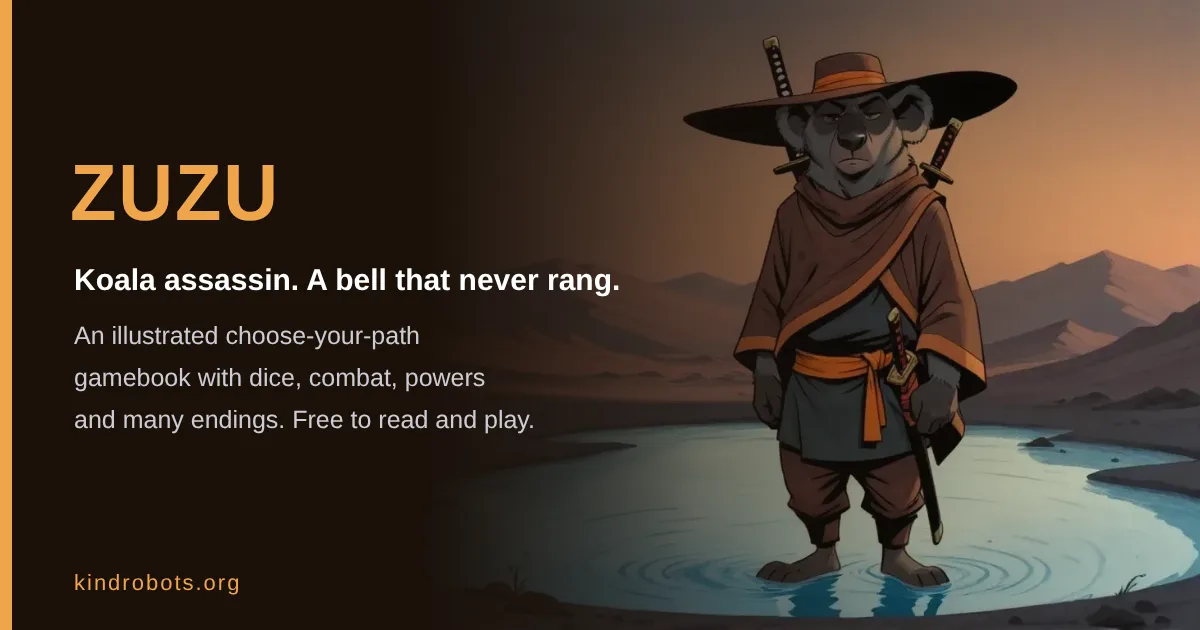 ZUZU
Koala assassin. A bell that never rang.
An illustrated choose-your-path
gamebook with dice, combat, powers
and many endings. Free to read and play.
kindrobots.org